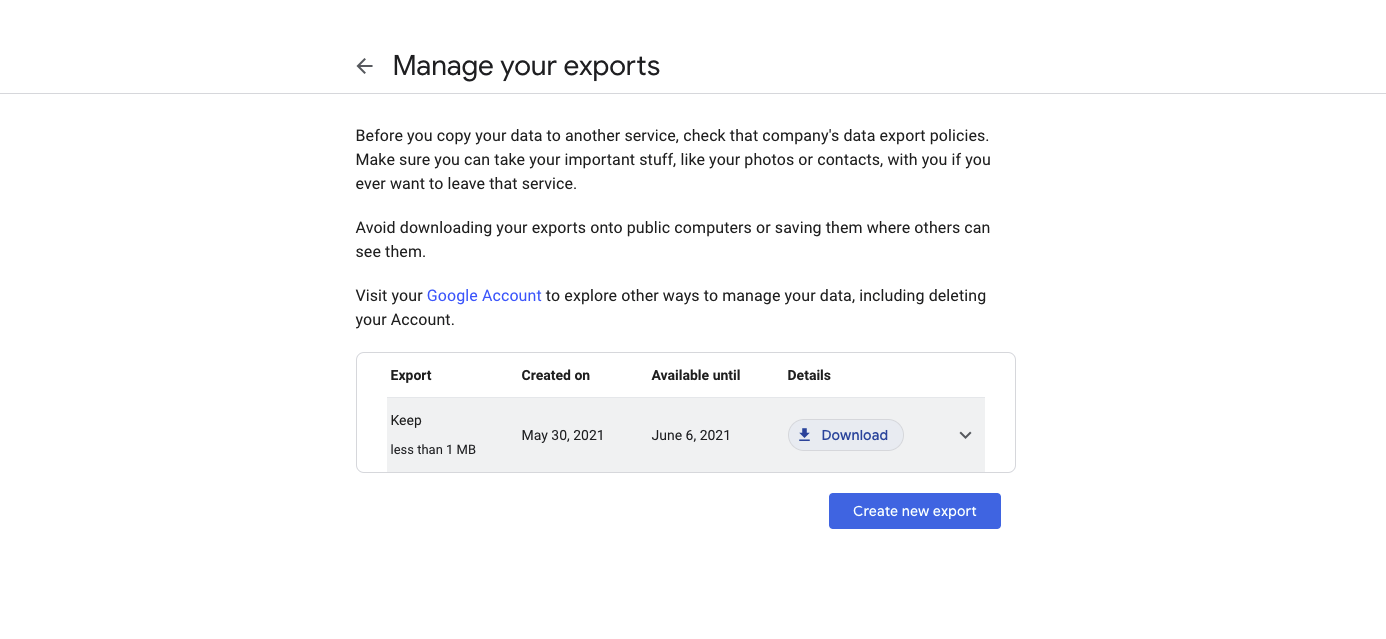 Manage your exports
Before you copy your data to another service, check that company's data export policies.
Make sure you can take your important stuff, like your photos or contacts, with you if you
ever want to leave that service.
Avoid downloading your exports onto public computers or saving them where others can
see them.
Visit your Google Account to explore other ways to manage your data, including deleting
your Account.
Export Created on Available until Details
Keep
less than 1 MB
May 30, 2021 June 6, 2021 Download
Create new export